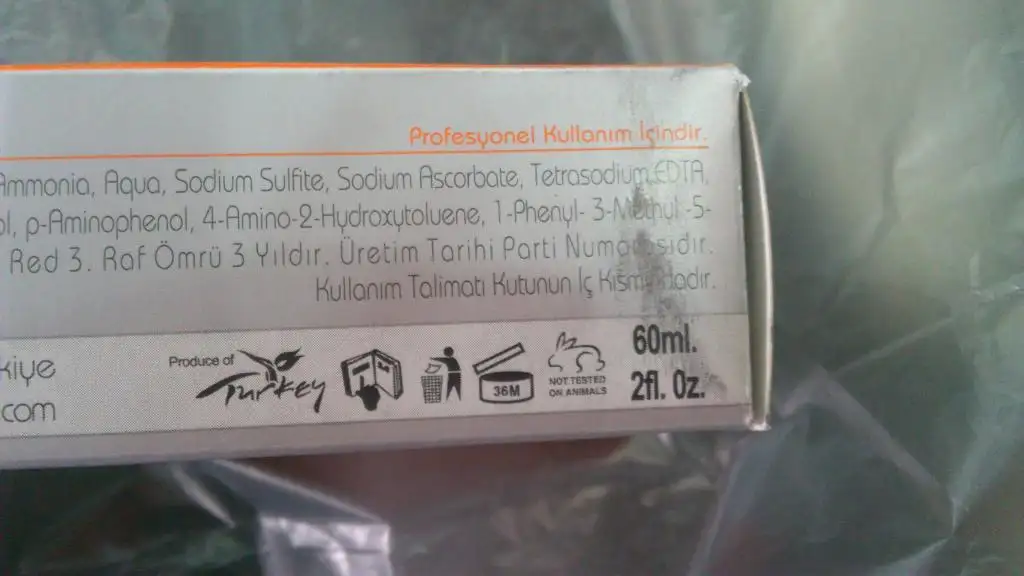 Profesyonel Kullanım İçindir.
Ammonia, Aqua, Sodium Sulfite, Sodium Ascorbate, Tetrasodium EDTA,
p-Aminophenol, 4-Amino-2-Hydroxytoluene, 1-Phenyl- 3-Methyl -5-
Red 3. Raf Ömrü 3 Yıldır. Üretim Tarihi Parti Numarasıdır.
Kullanım Talimatı Kutunun İç Kısmındadır.
Produce of Turkey
36M
NOT TESTED
ON ANIMALS
60ml.
2fl. Oz.
kiye
.com